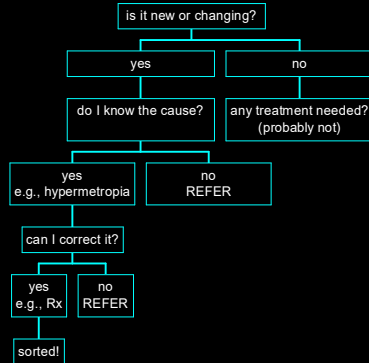 is it new or changing?
yes
no
do I know the cause?
any treatment needed?
(probably not)
yes
e.g., hypermetropia
no
REFER
can I correct it?
yes
e.g., Rx
no
REFER
sorted!